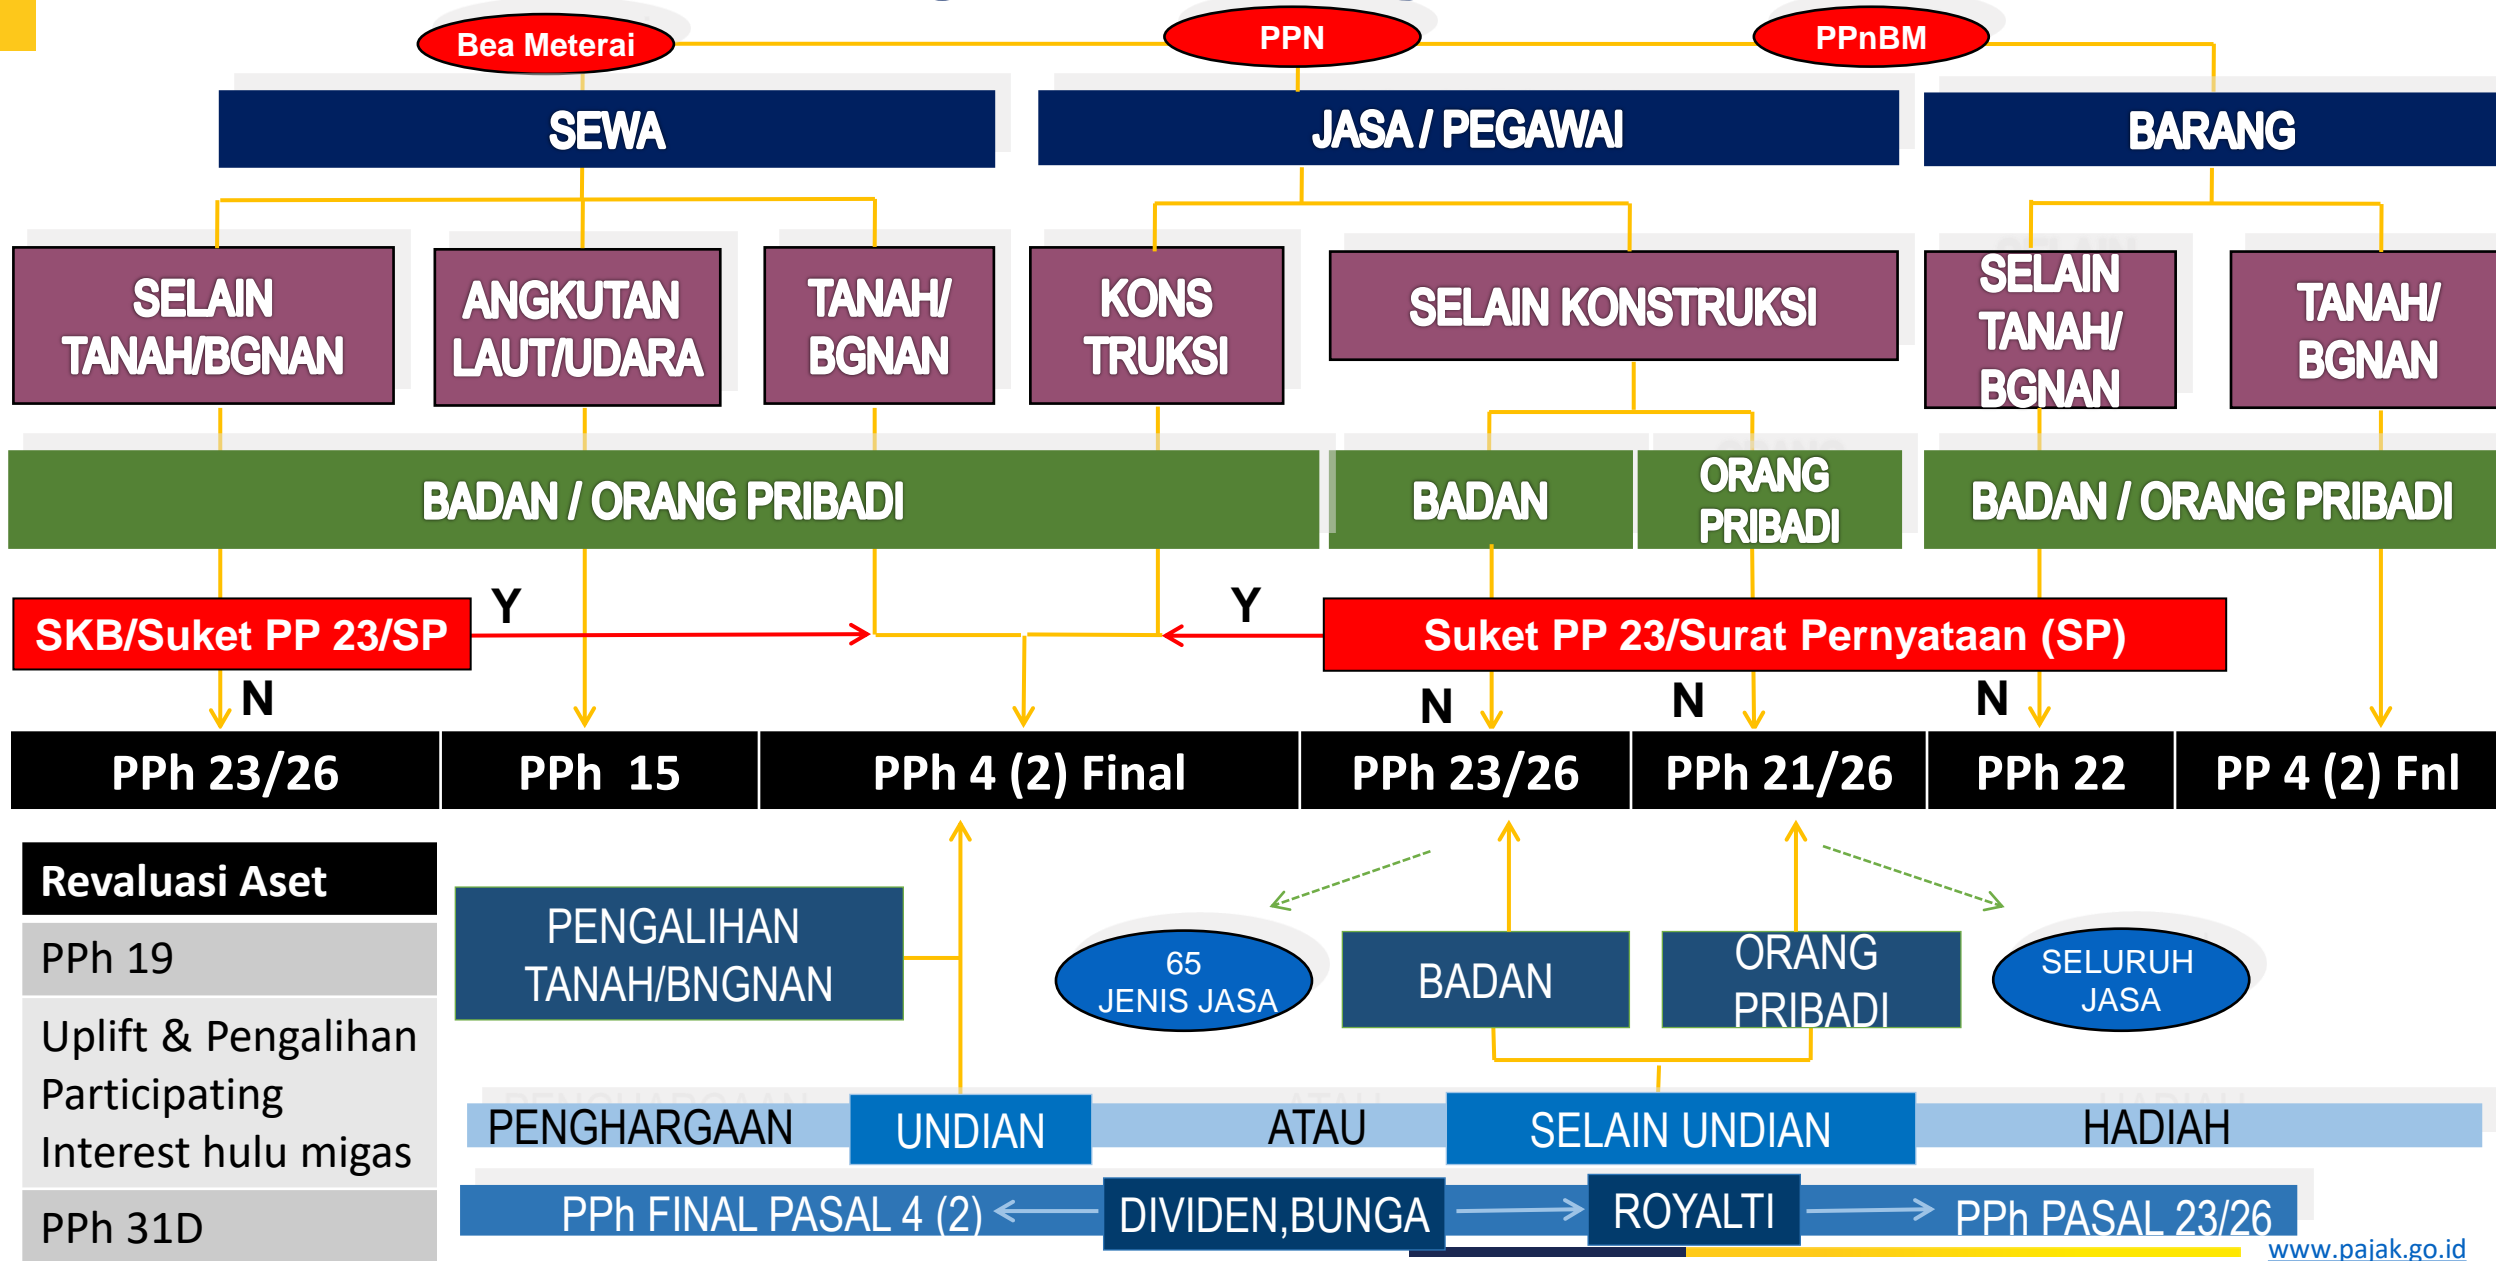 Bea Meterai
PPN
PPnBM
SEWA
JASA / PEGAWAI
BARANG
SELAIN
TANAH/BGNAN
ANGKUTAN
LAUT/UDARA
TANAH/
BGNAN
KONS
TRUKSI
SELAIN KONSTRUKSI
SELAIN
TANAH/
BGNAN
TANAH/
BGNAN
BADAN / ORANG PRIBADI
BADAN
ORANG
PRIBADI
BADAN / ORANG PRIBADI
SKB/Suket PP 23/SP
Y
Y
Suket PP 23/Surat Pernyataan (SP)
N
N
N
N
PPh 23/26
PPh 15
PPh 4 (2) Final
PPh 23/26
PPh 21/26
PPh 22
PP 4 (2) Fnl
Revaluasi Aset
PPh 19
Uplift & Pengalihan
Participating
Interest hulu migas
PPh 31D
PENGALIHAN
TANAH/BNGNAN
65
JENIS JASA
BADAN
ORANG
PRIBADI
SELURUH
JASA
PENGHARGAAN
UNDIAN
ATAU
SELAIN UNDIAN
HADIAH
PPh FINAL PASAL 4 (2)
DIVIDEN,BUNGA
ROYALTI
PPh PASAL 23/26
www.pajak.go.id